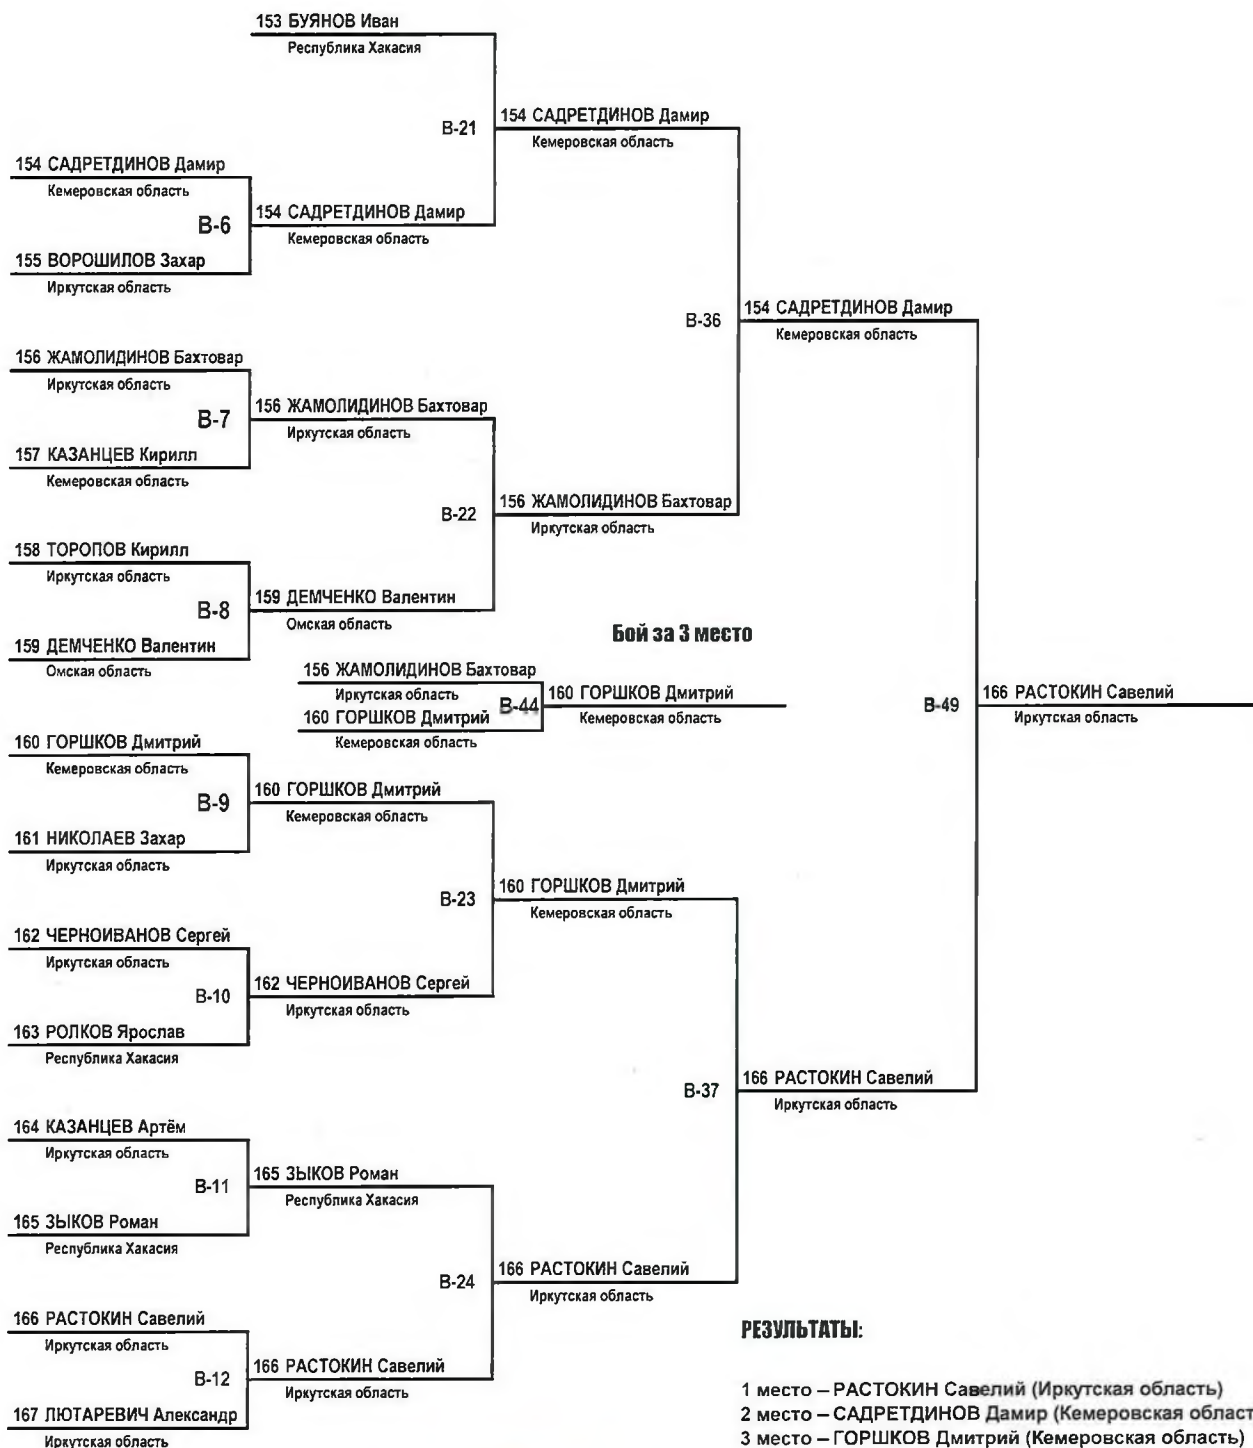 153 БУЯНОВ Иван
Республика Хакасия
В-21
154 САДРЕТДИНОВ Дамир
Кемеровская область
154 САДРЕТДИНОВ Дамир
Кемеровская область
В-6
154 САДРЕТДИНОВ Дамир
Кемеровская область
155 ВОРОШИЛОВ Захар
Иркутская область
В-36
154 САДРЕТДИНОВ Дамир
Кемеровская область
156 ЖАМОЛИДИНОВ Бахтовар
Иркутская область
В-7
156 ЖАМОЛИДИНОВ Бахтовар
Иркутская область
157 КАЗАНЦЕВ Кирилл
Кемеровская область
В-22
156 ЖАМОЛИДИНОВ Бахтовар
Иркутская область
158 ТОРОПОВ Кирилл
Иркутская область
В-8
159 ДЕМЧЕНКО Валентин
Омская область
159 ДЕМЧЕНКО Валентин
Омская область
Бой за 3 место
156 ЖАМОЛИДИНОВ Бахтовар
Иркутская область
В-44
160 ГОРШКОВ Дмитрий
Кемеровская область
160 ГОРШКОВ Дмитрий
Кемеровская область
В-49
166 РАСТОКИН Савелий
Иркутская область
160 ГОРШКОВ Дмитрий
Кемеровская область
В-9
160 ГОРШКОВ Дмитрий
Кемеровская область
161 НИКОЛАЕВ Захар
Иркутская область
В-23
160 ГОРШКОВ Дмитрий
Кемеровская область
162 ЧЕРНОИВАНОВ Сергей
Иркутская область
В-10
162 ЧЕРНОИВАНОВ Сергей
Иркутская область
163 РОЛКОВ Ярослав
Республика Хакасия
В-37
166 РАСТОКИН Савелий
Иркутская область
164 КАЗАНЦЕВ Артём
Иркутская область
В-11
165 ЗЫКОВ Роман
Республика Хакасия
165 ЗЫКОВ Роман
Республика Хакасия
В-24
166 РАСТОКИН Савелий
Иркутская область
166 РАСТОКИН Савелий
Иркутская область
В-12
166 РАСТОКИН Савелий
Иркутская область
167 ЛЮТАРЕВИЧ Александр
Иркутская область
РЕЗУЛЬТАТЫ:
1 место – РАСТОКИН Савелий (Иркутская область)
2 место – САДРЕТДИНОВ Дамир (Кемеровская област
3 место – ГОРШКОВ Дмитрий (Кемеровская область)